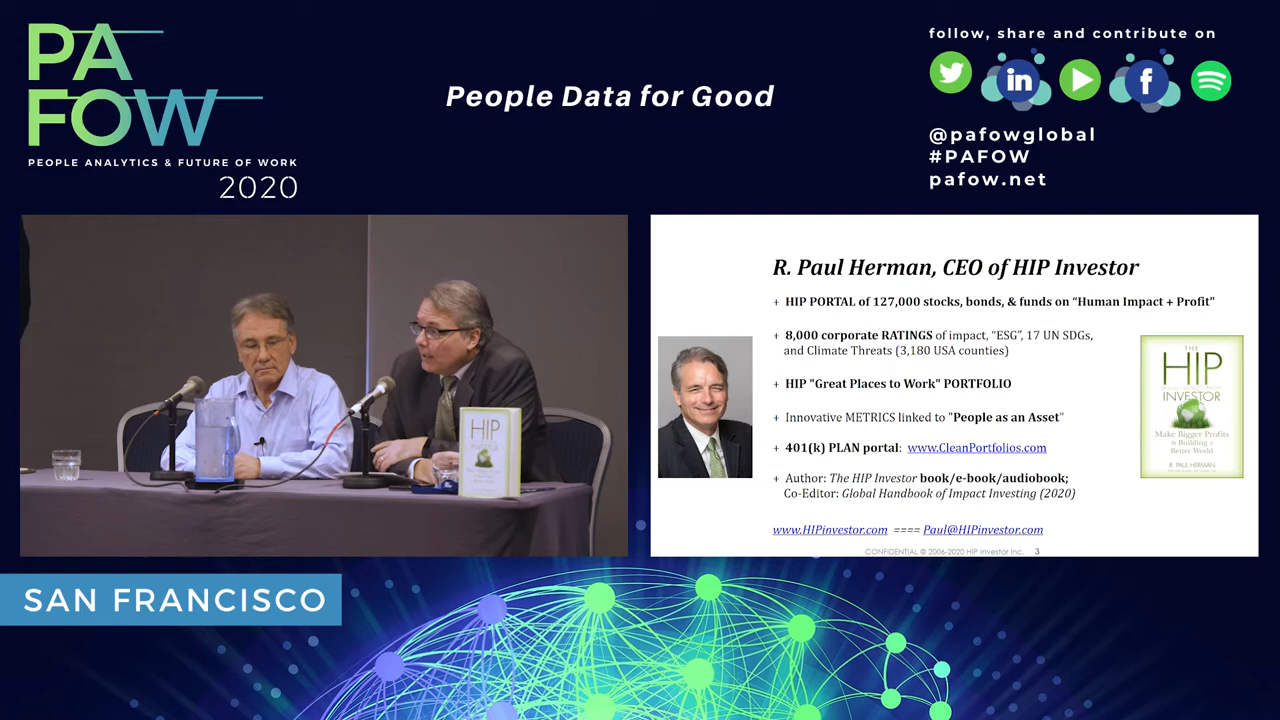 PA
FOW
PEOPLE ANALYTICS & FUTURE OF WORK
2020
People Data for Good
follow, share and contribute on
@pafowglobal
#PAFOW
pafow.net
HIP
R. Paul Herman, CEO of HIP Investor
+ HIP PORTAL of 127,000 stocks, bonds, & funds on “Human Impact + Profit”
+ 8,000 corporate RATINGS of impact, “ESG”, 17 UN SDGs,
and Climate Threats (3,180 USA counties)
+ HIP "Great Places to Work" PORTFOLIO
+ Innovative METRICS linked to "People as an Asset"
+ 401(k) PLAN portal: www.CleanPortfolios.com
+ Author: The HIP Investor book/e-book/audiobook;
Co-Editor: Global Handbook of Impact Investing (2020)
www.HIPinvestor.com ==== Paul@HIPinvestor.com
CONFIDENTIAL © 2006-2020 HIP Investor Inc. 3
THE
HIP
INVESTOR
Make Bigger Profits
by Building a
Better World
R. PAUL HERMAN
SAN FRANCISCO